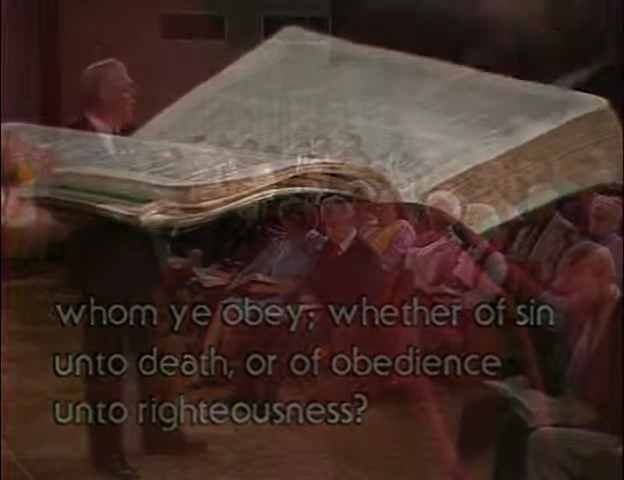 whom ye obey; whether of sin
unto death, or of obedience
unto righteousness?